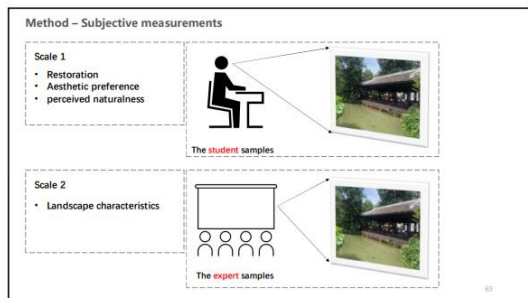 Method – Subjective measurements
Scale 1
• Restoration
• Aesthetic preference
• perceived naturalness
The student samples
Scale 2
• Landscape characteristics
The expert samples
63